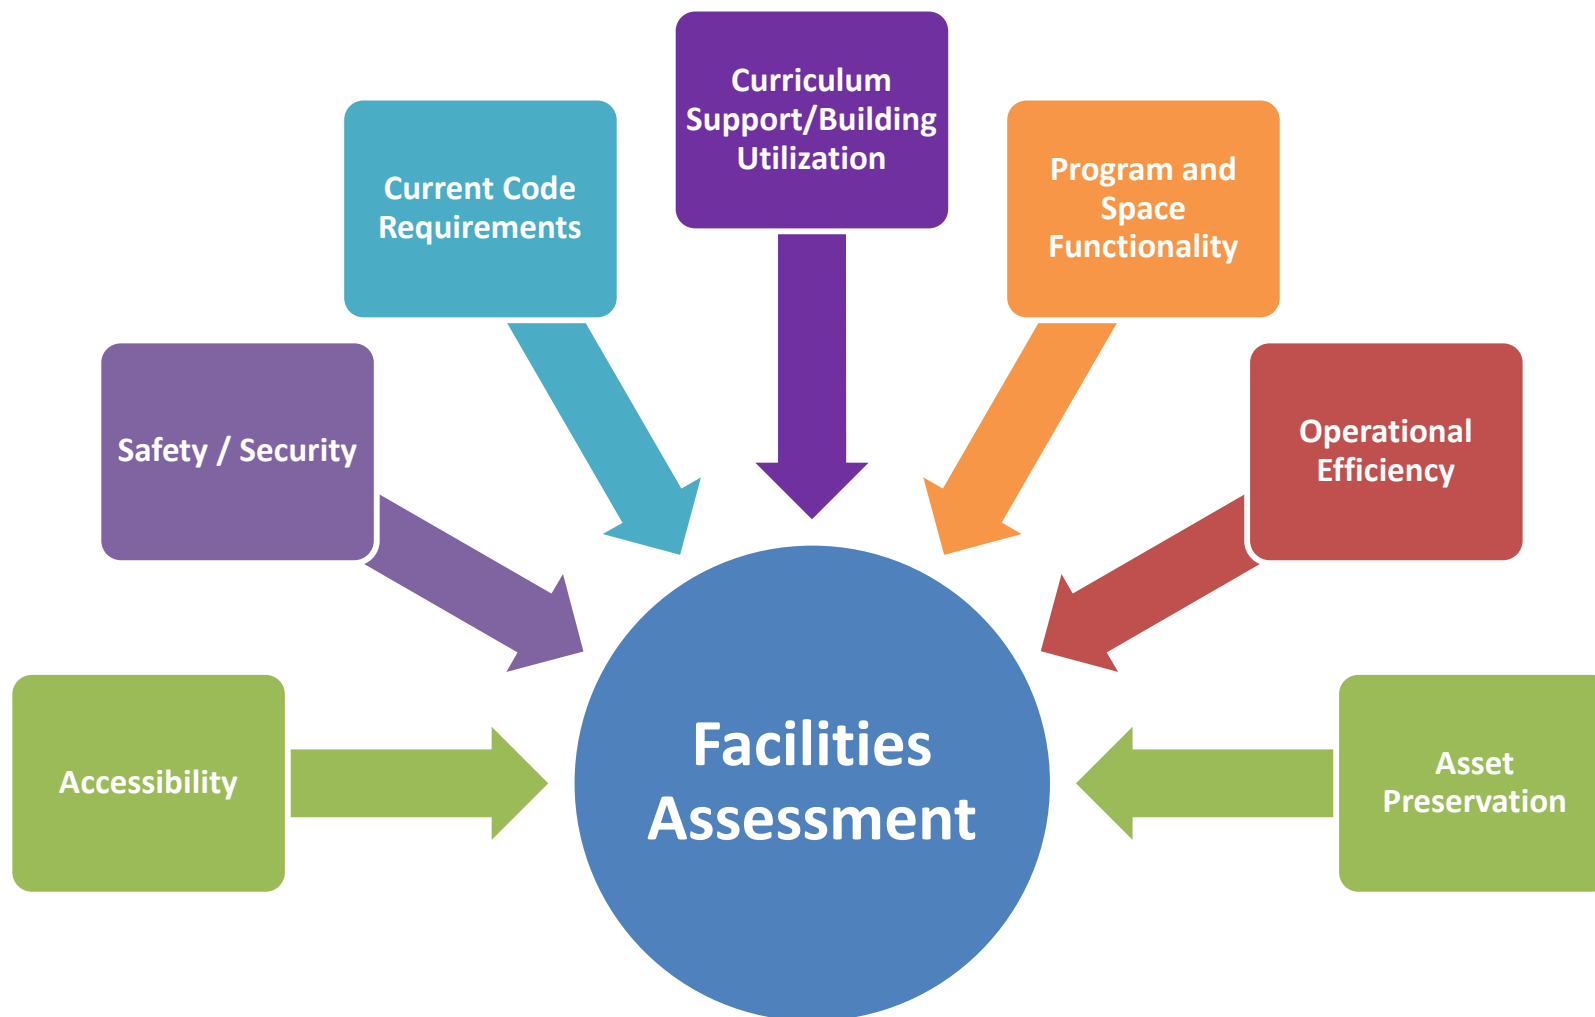 Curriculum
Support/Building
Utilization
Current Code
Requirements
Program and
Space
Functionality
Safety / Security
Operational
Efficiency
Accessibility
Facilities
Assessment
Asset
Preservation